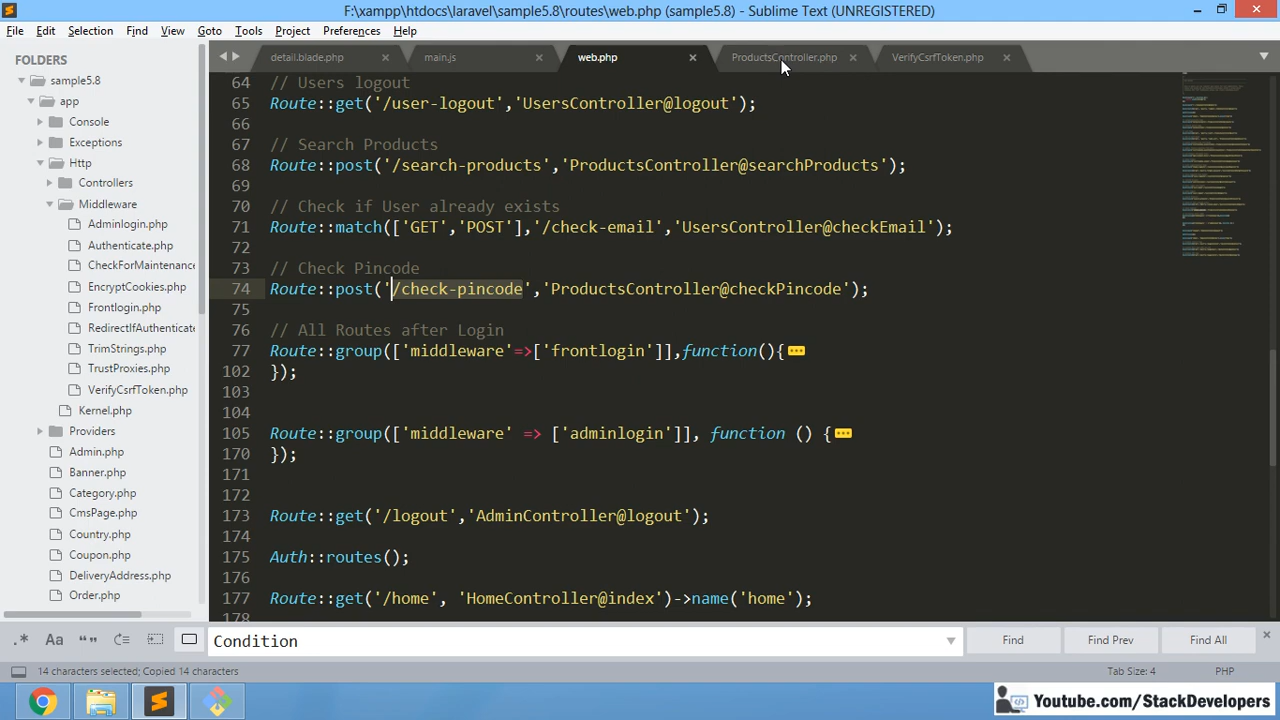 F:\xampp\htdocs\laravel\sample5.8\routes\web.php (sample5.8) - Sublime Text (UNREGISTERED)
File Edit Selection Find View Goto Tools Project Preferences Help
FOLDERS
sample5.8
app
Console
Exceptions
Http
Controllers
Middleware
Adminlogin.php
Authenticate.php
CheckForMaintenance
EncryptCookies.php
Frontlogin.php
RedirectIfAuthenticate
TrimStrings.php
TrustProxies.php
VerifyCsrfToken.php
Kernel.php
Providers
Admin.php
Banner.php
Category.php
CmsPage.php
Country.php
Coupon.php
DeliveryAddress.php
Order.php
detail.blade.php main.js web.php ProductsController.php VerifyCsrfToken.php
64 // Users logout
65 Route::get('/user-logout','UsersController@logout');
66
67 // Search Products
68 Route::post('/search-products','ProductsController@searchProducts');
69
70 // Check if User already exists
71 Route::match(['GET','POST'],'/check-email','UsersController@checkEmail');
72
73 // Check Pincode
74 Route::post('/check-pincode','ProductsController@checkPincode');
75
76 // All Routes after Login
77 Route::group(['middleware'=>['frontlogin']],function(){
102 });
103
104
105 Route::group(['middleware' => ['adminlogin']], function () {
170 });
171
172
173 Route::get('/logout','AdminController@logout');
174
175 Auth::routes();
176
177 Route::get('/home', 'HomeController@index')->name('home');
178
.* Aa Condition Find Find Prev Find All
14 characters selected; Copied 14 characters Tab Size: 4 PHP
Youtube.com/StackDevelopers